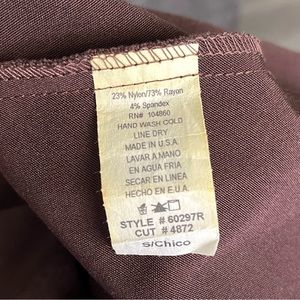 23% Nylon/73% Rayon
4% Spandex
RN# 104860
HAND WASH COLD
LINE DRY
MADE IN U.S.A.
LAVAR A MANO
EN AGUA FRIA
SECAR EN LINEA
HECHO EN E.U.A.
STYLE # 60297R
CUT # 4872
S/Chico